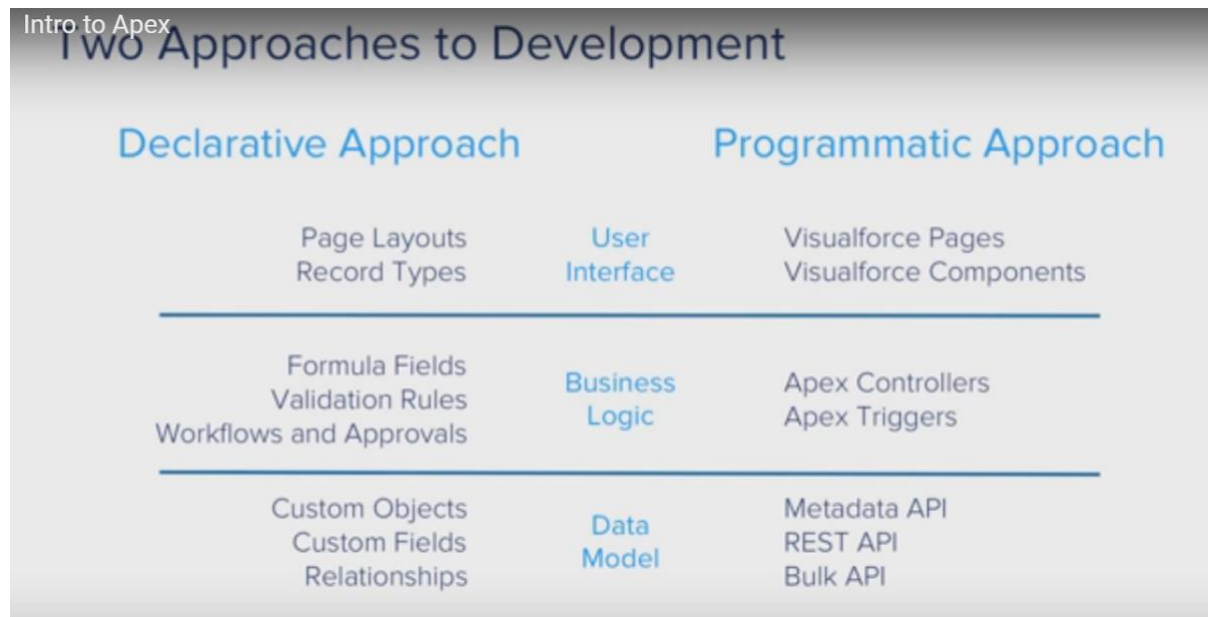 Intro to Apex
Two Approaches to Development
Declarative Approach
Programmatic Approach
Page Layouts
Record Types
User
Interface
Visualforce Pages
Visualforce Components
Formula Fields
Validation Rules
Workflows and Approvals
Business
Logic
Apex Controllers
Apex Triggers
Custom Objects
Custom Fields
Relationships
Data
Model
Metadata API
REST API
Bulk API